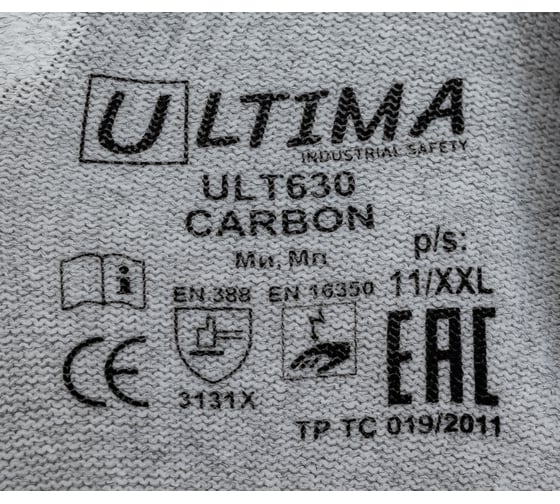 ULTIMA
INDUSTRIAL SAFETY
ULT630
CARBON
Ми, Мп
р/s:
11/XXL
EN 388 EN 16350
CE
3131X
EAC
ТР ТС 019/2011